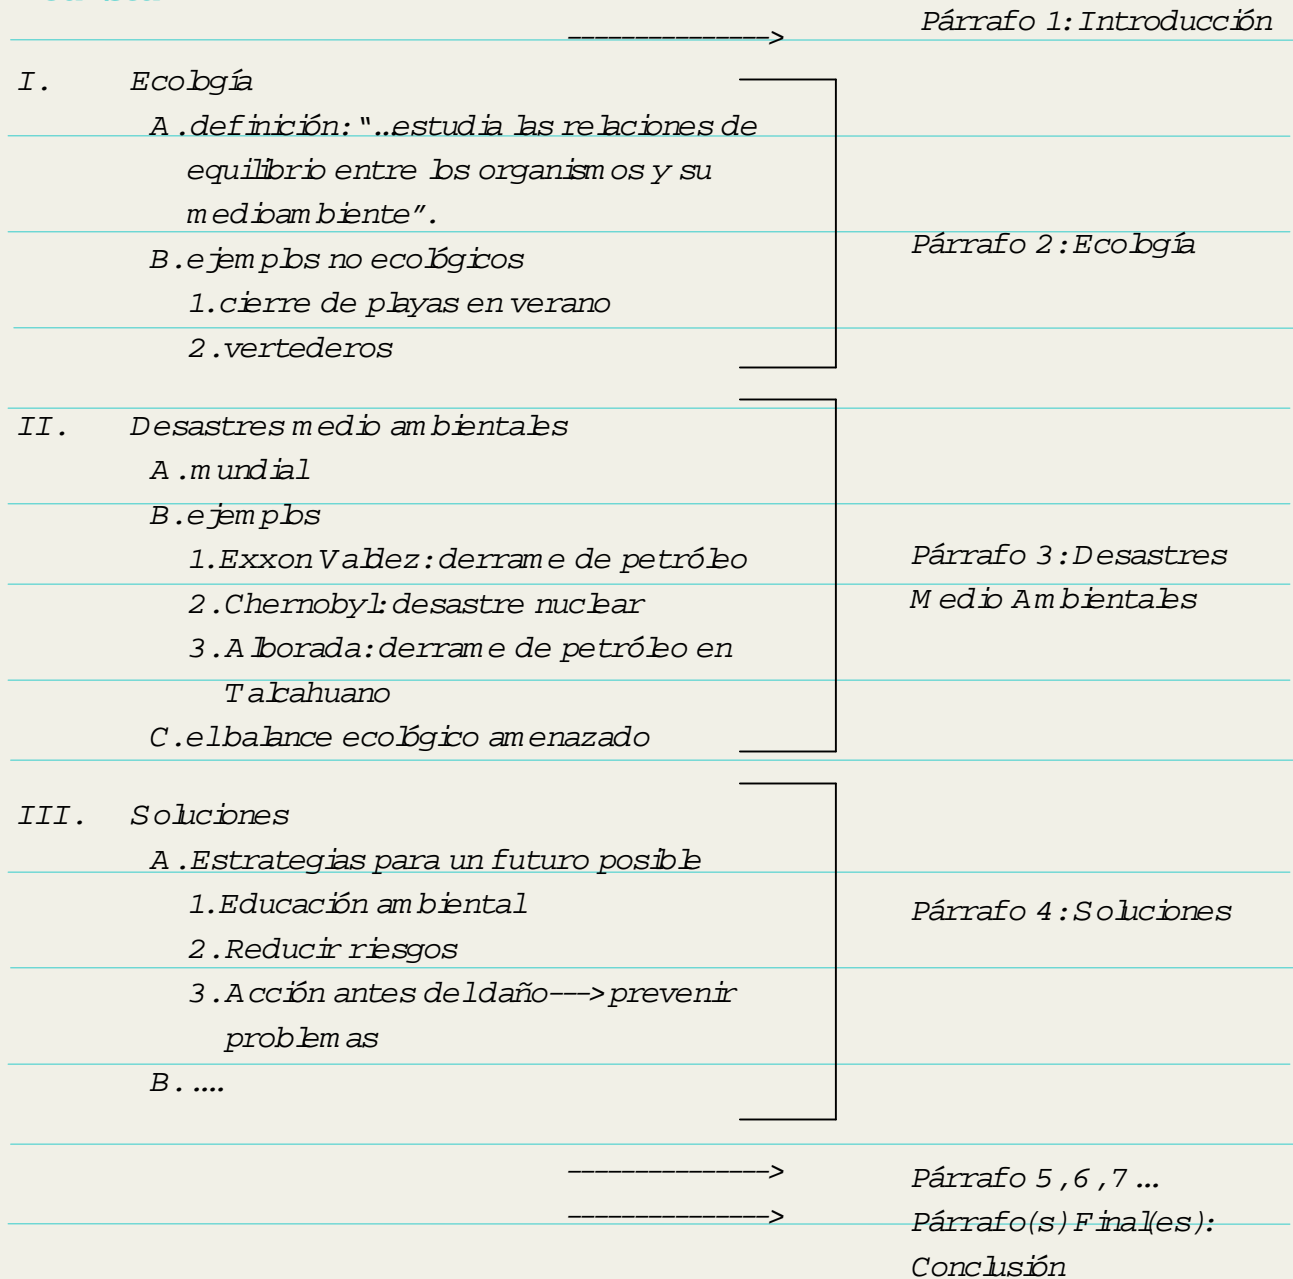 ---------------> Párrafo 1: Introducción
I. Ecología
A. definición: "...estudia las relaciones de
equilibrio entre los organismos y su
medioambiente".
B. ejemplos no ecológicos
Párrafo 2: Ecología
1. cierre de playas en verano
2. vertederos
II. Desastres medio ambientales
A. mundial
B. ejemplos
1. Exxon Valdez: derrame de petróleo
2. Chernobyl: desastre nuclear
3. Alborada: derrame de petróleo en
Talcahuano
C. el balance ecológico amenazado
Párrafo 3: Desastres
Medio Ambientales
III. Soluciones
A. Estrategias para un futuro posible
1. Educación ambiental
2. Reducir riesgos
3. Acción antes del daño---> prevenir
problemas
B. ....
Párrafo 4: Soluciones
---------------> Párrafo 5, 6, 7 ...
---------------> Párrafo(s) Final(es):
Conclusión